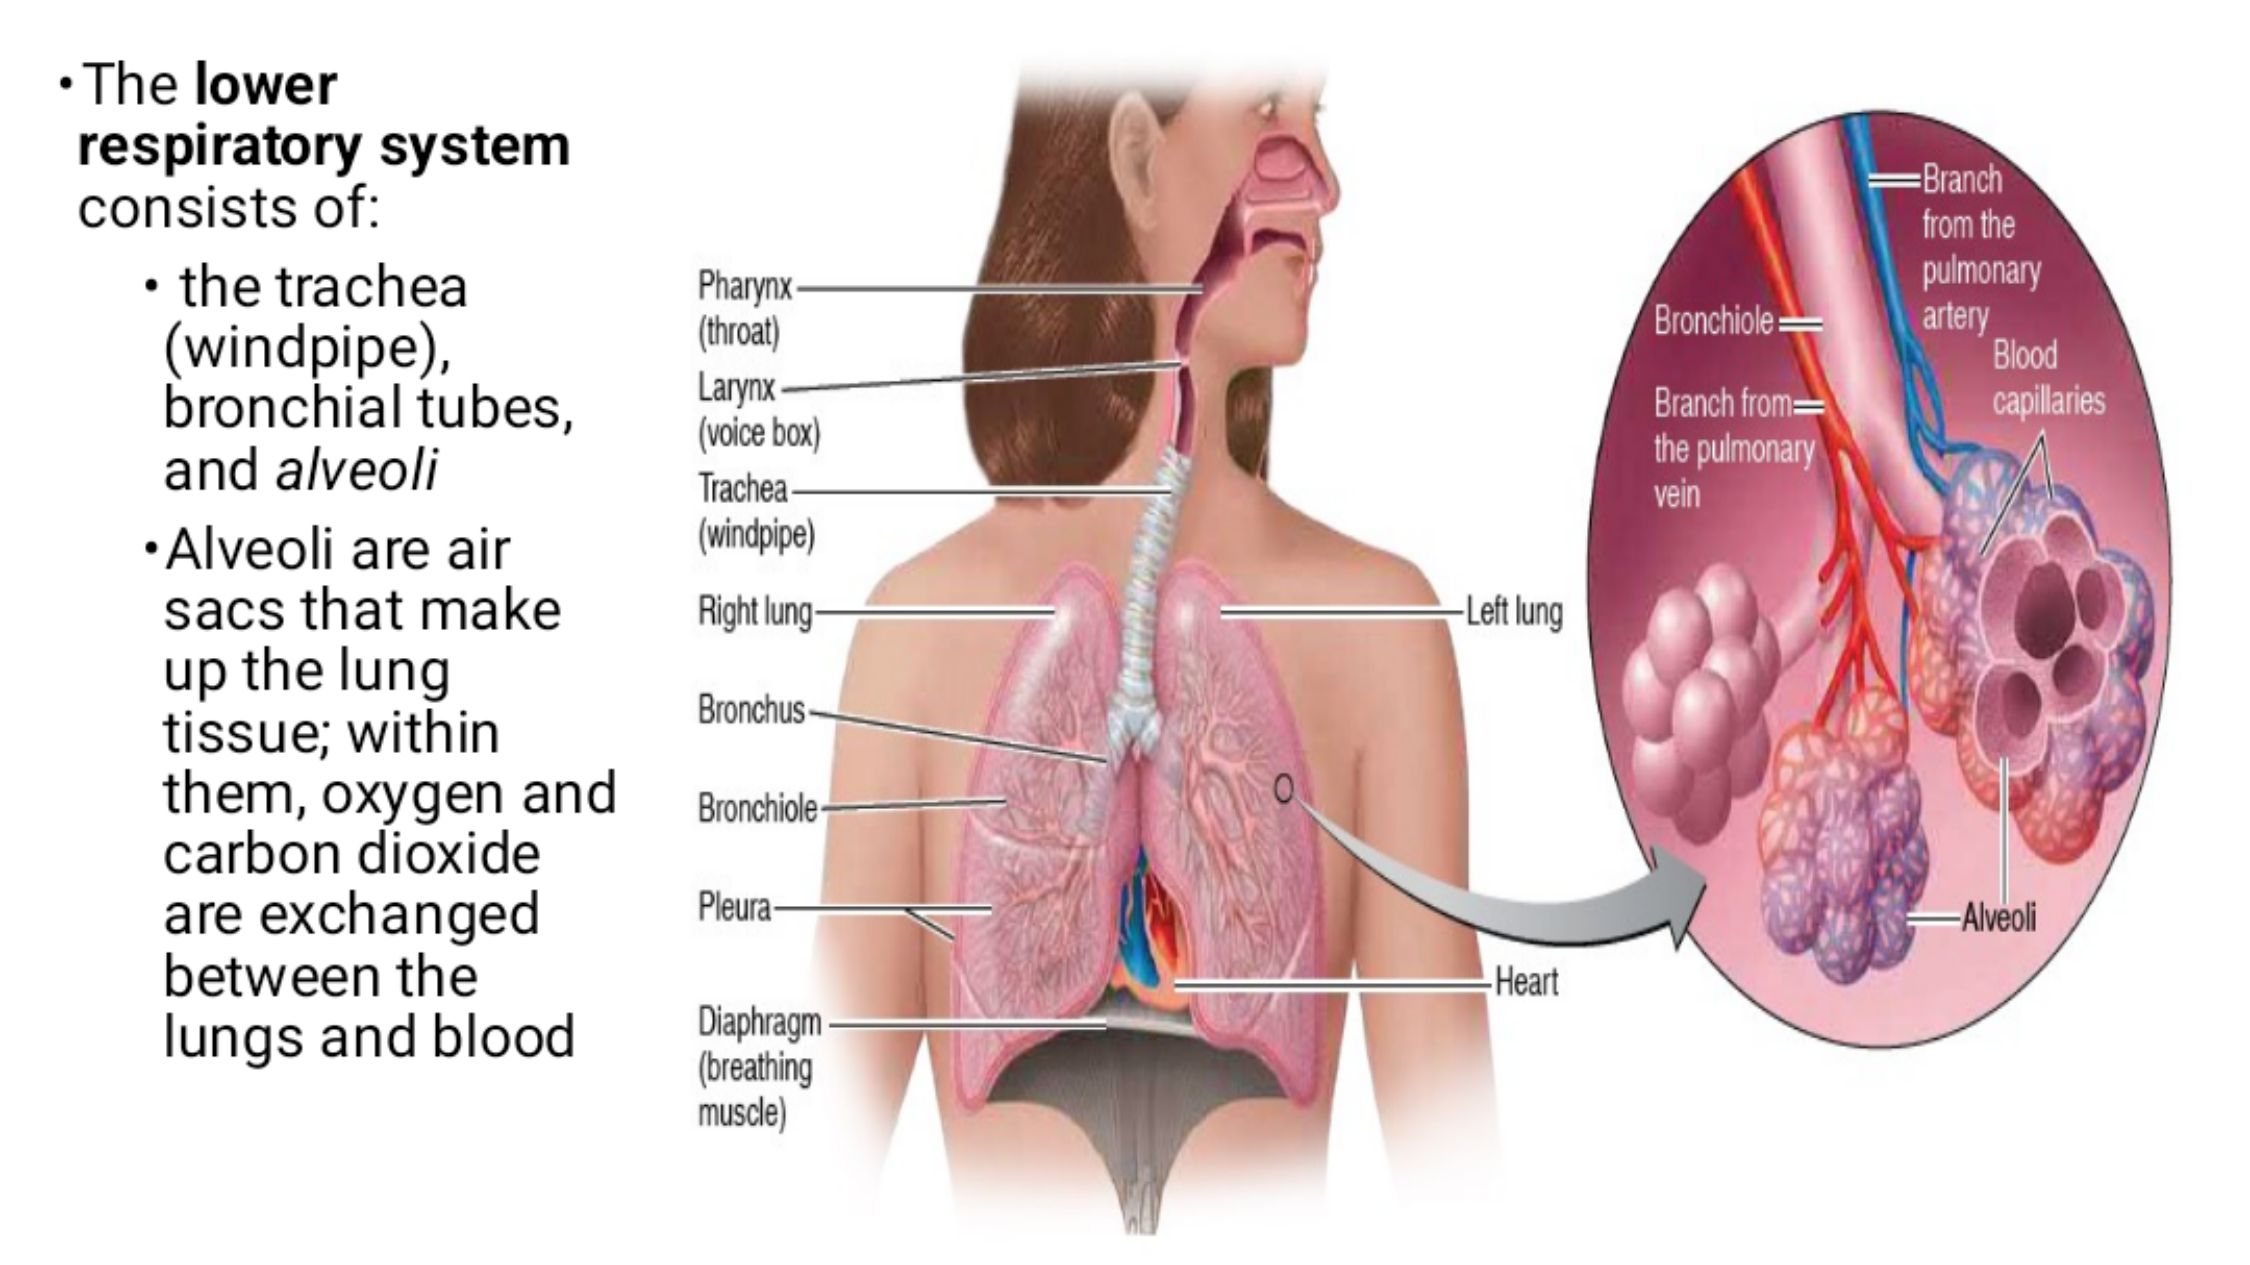 • The lower
respiratory system
consists of:
• the trachea
(windpipe),
bronchial tubes,
and alveoli
• Alveoli are air
sacs that make
up the lung
tissue; within
them, oxygen and
carbon dioxide
are exchanged
between the
lungs and blood
Pharynx
(throat)
Larynx
(voice box)
Trachea
(windpipe)
Right lung
Bronchus
Bronchiole
Pleura
Diaphragm
(breathing
muscle)
Left lung
Heart
Branch
from the
pulmonary
artery
Bronchiole
Blood
capillaries
Branch from
the pulmonary
vein
Alveoli